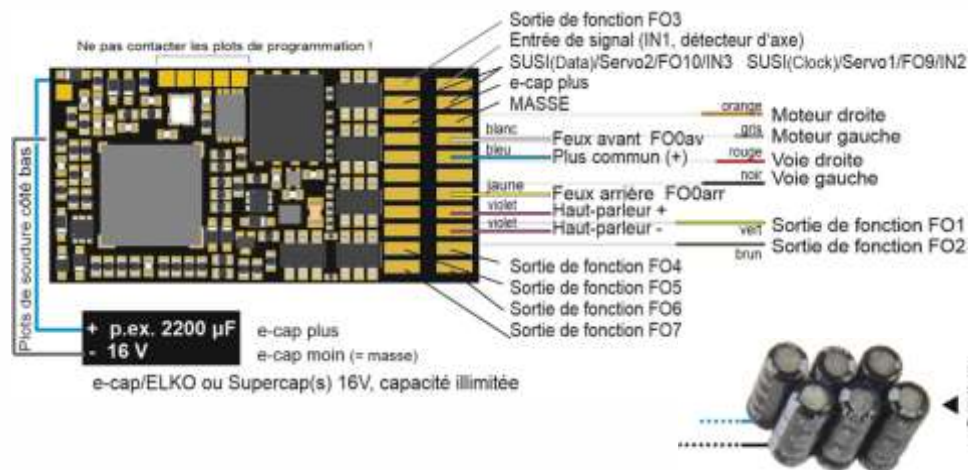 Sortie de fonction FO3
Ne pas contacter les plots de programmation !
Entrée de signal (IN1, détecteur d'axe)
SUSI(Data)/Servo2/FO10/IN3 SUSI(Clock)/Servo1/FO9/IN2
e-cap plus
MASSE
orange Moteur droite
blanc Feux avant FO0av gris Moteur gauche
bleu Plus commun (+) rouge Voie droite
noir Voie gauche
jaune Feux arrière FO0arr
violet Haut-parleur +
violet Haut-parleur - vert Sortie de fonction FO1
brun Sortie de fonction FO2
Sortie de fonction FO4
Sortie de fonction FO5
Sortie de fonction FO6
Sortie de fonction FO7
Plots de soudure côté bas
+ p.ex. 2200 µF e-cap plus
- 16 V e-cap moin (= masse)
e-cap/ELKO ou Supercap(s) 16V, capacité illimitée